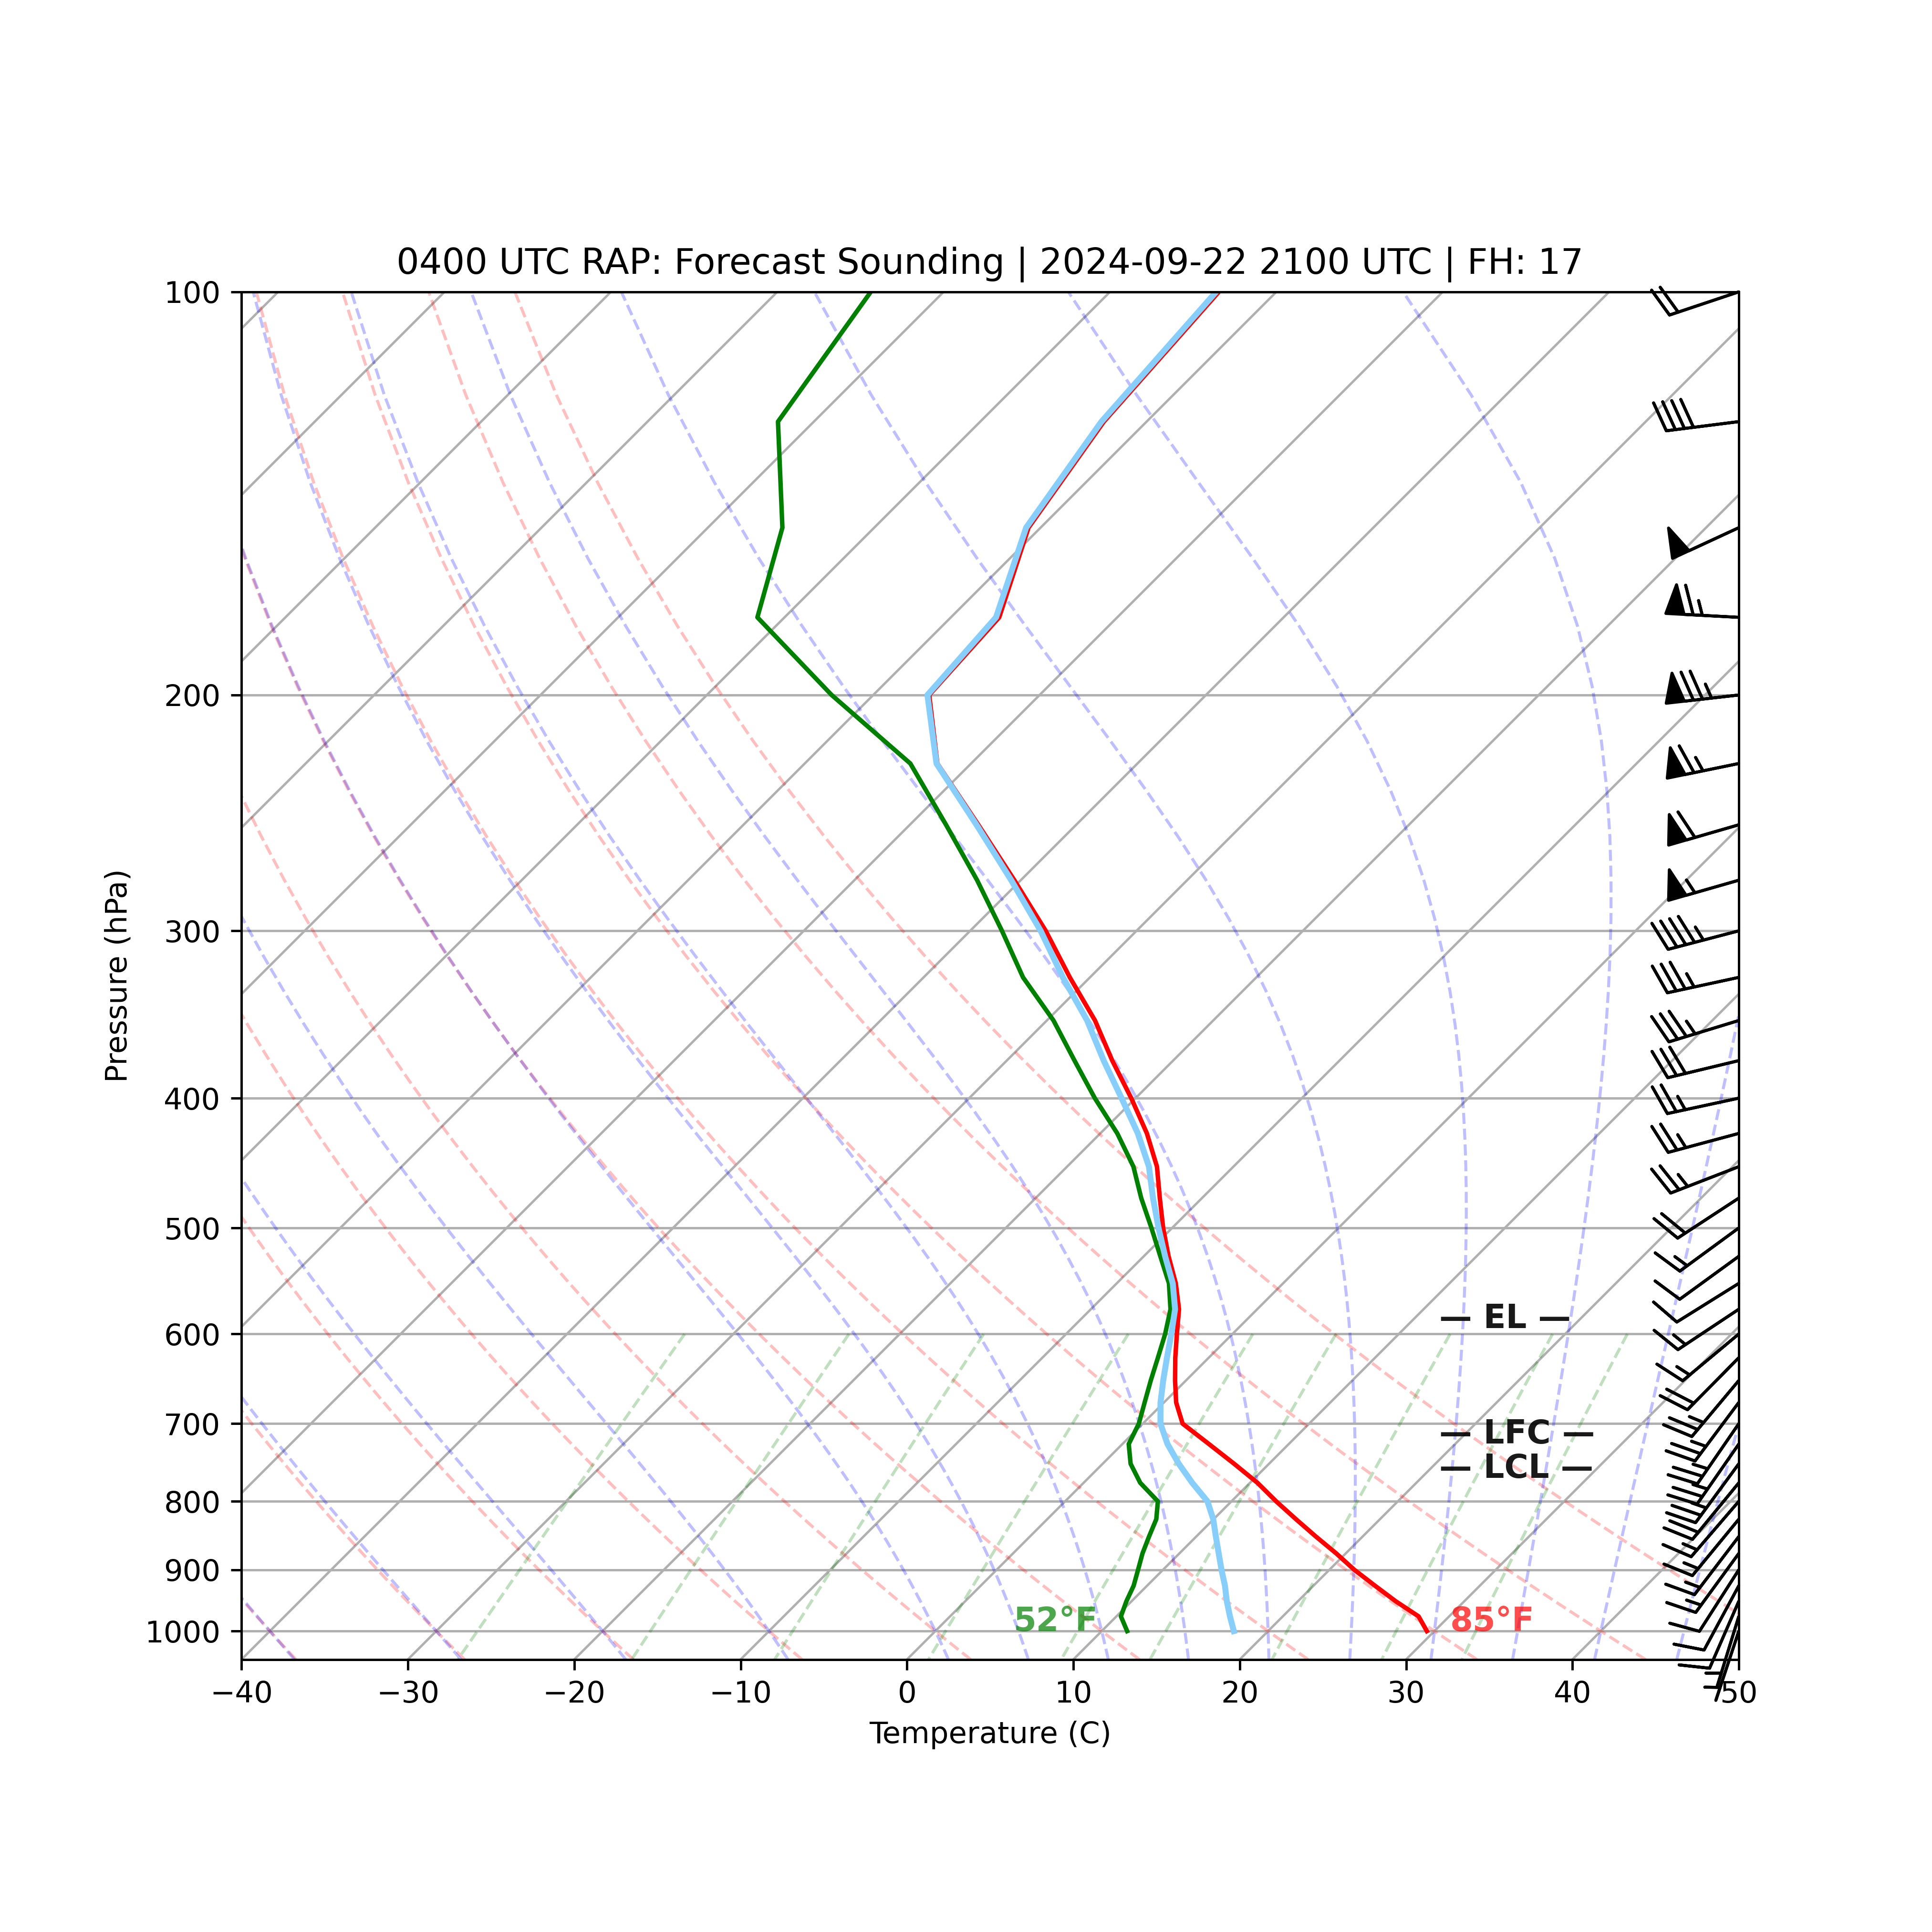 0400 UTC RAP: Forecast Sounding | 2024-09-22 2100 UTC | FH: 17
100
200
300
400
500
600
700
800
900
1000
Pressure (hPa)
— EL —
— LFC —
— LCL —
52°F
85°F
−40 −30 −20 −10 0 10 20 30 40 50
Temperature (C)